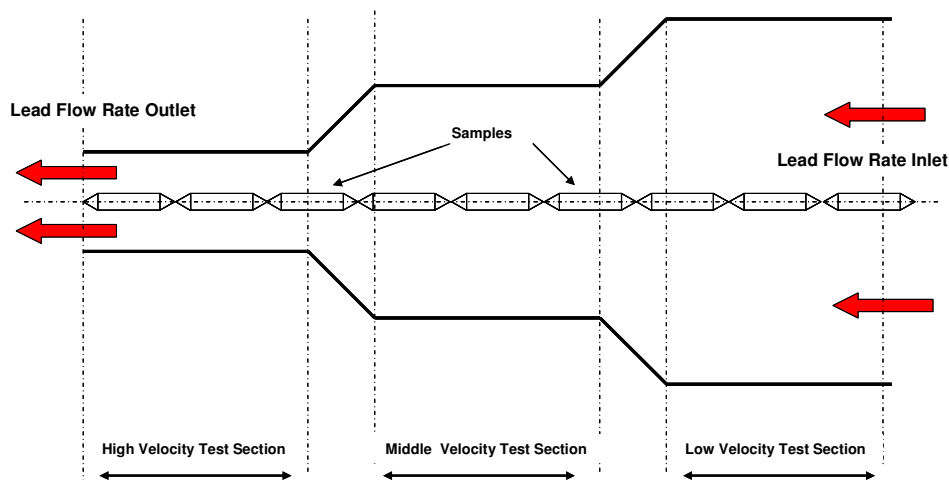 Lead Flow Rate Outlet
Samples
Lead Flow Rate Inlet
High Velocity Test Section
Middle Velocity Test Section
Low Velocity Test Section